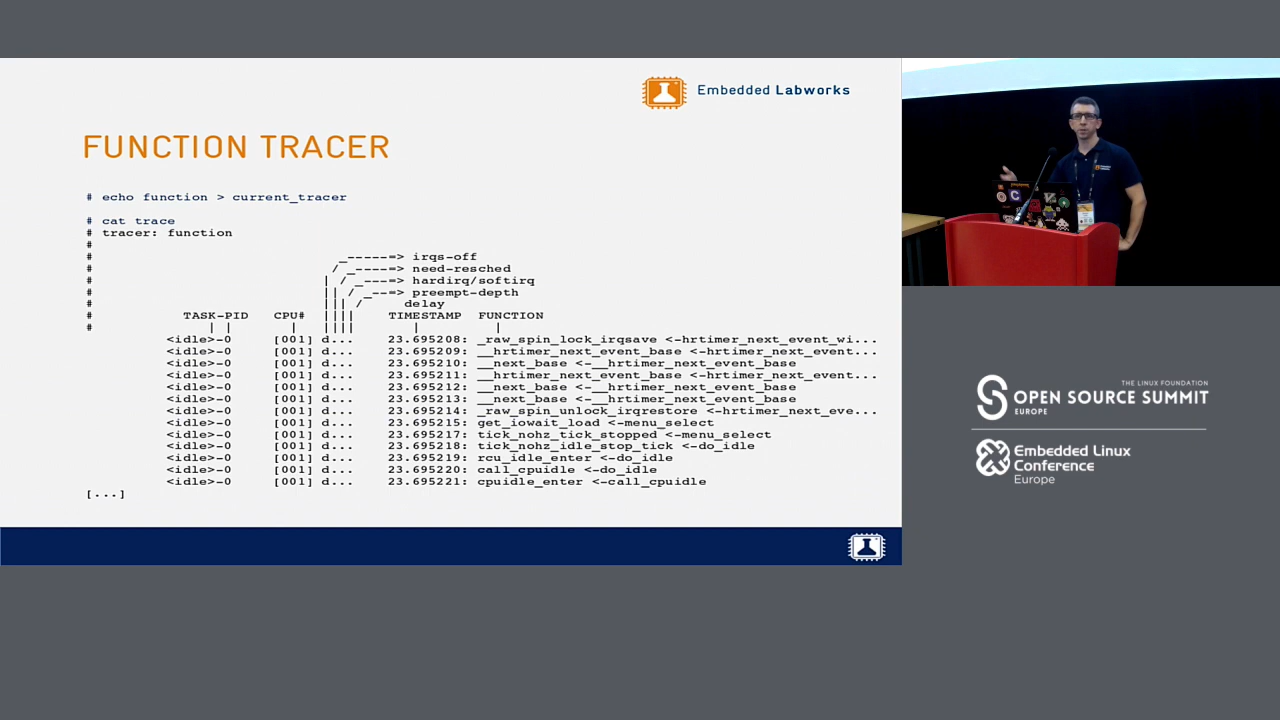 Embedded Labworks
FUNCTION TRACER
# echo function > current_tracer
# cat trace
# tracer: function
#
#                              _-----=> irqs-off
#                             / _----=> need-resched
#                            | / _---=> hardirq/softirq
#                            || / _--=> preempt-depth
#                            ||| /     delay
#           TASK-PID   CPU#  ||||    TIMESTAMP  FUNCTION
#              | |       |   ||||       |         |
<idle>-0     [001] d...    23.695208: _raw_spin_lock_irqsave <-hrtimer_next_event_wi...
<idle>-0     [001] d...    23.695209: __hrtimer_next_event_base <-hrtimer_next_event...
<idle>-0     [001] d...    23.695210: __next_base <-__hrtimer_next_event_base
<idle>-0     [001] d...    23.695211: __hrtimer_next_event_base <-hrtimer_next_event...
<idle>-0     [001] d...    23.695212: __next_base <-__hrtimer_next_event_base
<idle>-0     [001] d...    23.695213: __next_base <-__hrtimer_next_event_base
<idle>-0     [001] d...    23.695214: _raw_spin_unlock_irqrestore <-hrtimer_next_eve...
<idle>-0     [001] d...    23.695215: get_iowait_load <-menu_select
<idle>-0     [001] d...    23.695217: tick_nohz_tick_stopped <-menu_select
<idle>-0     [001] d...    23.695218: tick_nohz_idle_stop_tick <-do_idle
<idle>-0     [001] d...    23.695219: rcu_idle_enter <-do_idle
<idle>-0     [001] d...    23.695220: call_cpuidle <-do_idle
<idle>-0     [001] d...    23.695221: cpuidle_enter <-call_cpuidle
[...]
THE LINUX FOUNDATION
OPEN SOURCE SUMMIT
EUROPE
Embedded Linux
Conference
Europe